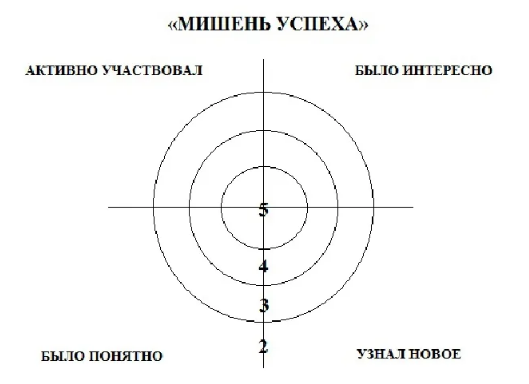 «МИШЕНЬ УСПЕХА»
АКТИВНО УЧАСТВОВАЛ
БЫЛО ИНТЕРЕСНО
5
4
3
2
БЫЛО ПОНЯТНО
УЗНАЛ НОВОЕ